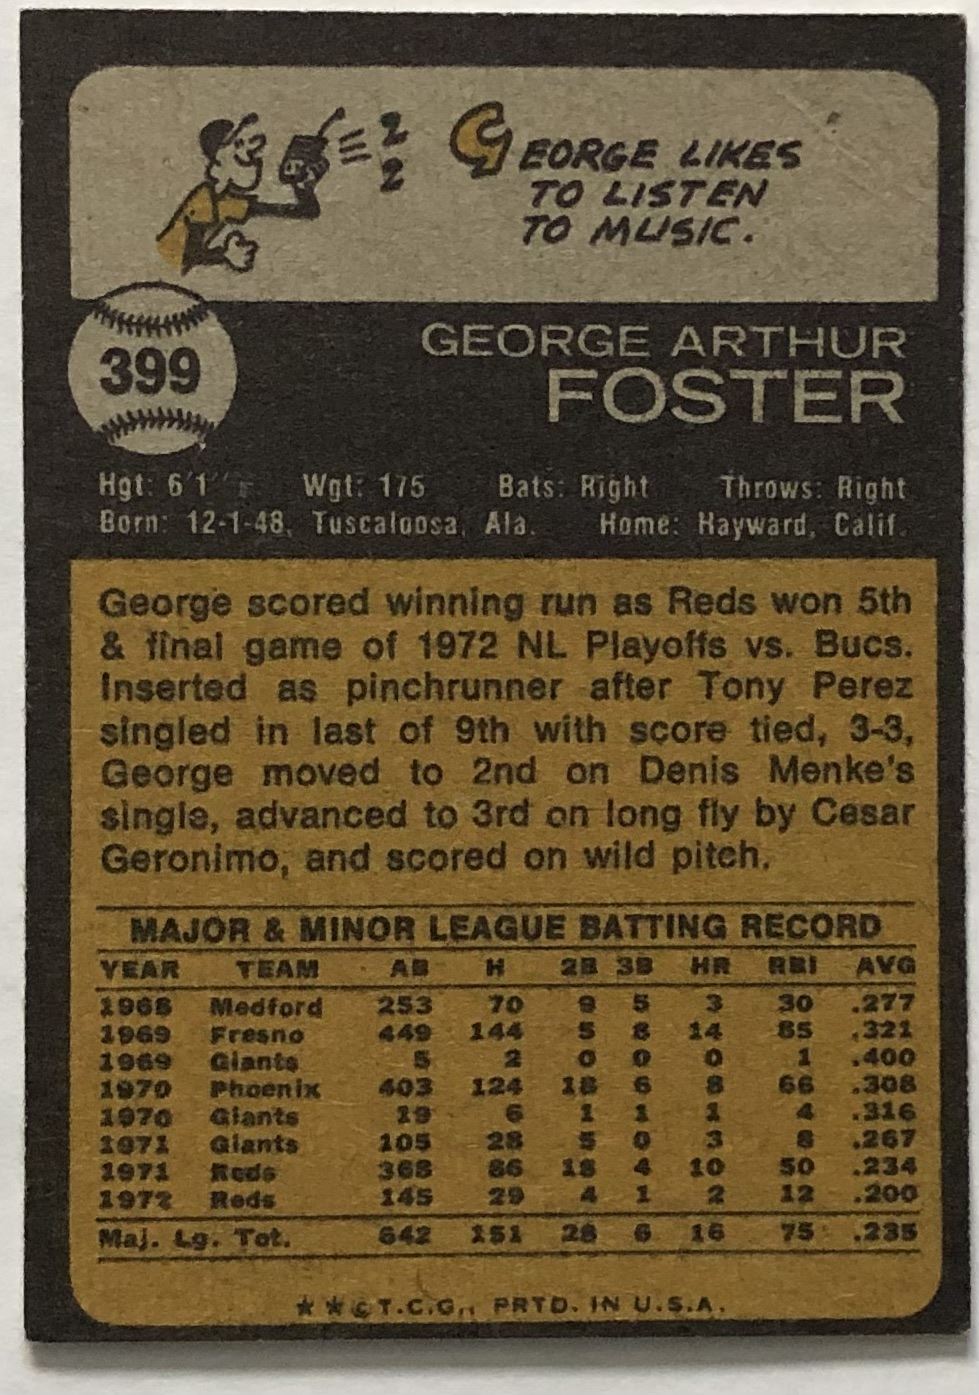 2
2
GEORGE LIKES
TO LISTEN
TO MUSIC.
399
GEORGE ARTHUR
FOSTER
Hgt: 6'1" Wgt: 175 Bats: Right Throws: Right
Born: 12-1-48, Tuscaloosa, Ala. Home: Hayward, Calif.
George scored winning run as Reds won 5th
& final game of 1972 NL Playoffs vs. Bucs.
Inserted as pinchrunner after Tony Perez
singled in last of 9th with score tied, 3-3,
George moved to 2nd on Denis Menke's
single, advanced to 3rd on long fly by Cesar
Geronimo, and scored on wild pitch.
MAJOR & MINOR LEAGUE BATTING RECORD
YEAR TEAM AB H 2B 3B HR RBI AVG
1968 Medford 253 70 9 5 3 30 .277
1969 Fresno 449 144 5 8 14 85 .321
1969 Giants 5 2 0 0 0 1 .400
1970 Phoenix 403 124 18 6 8 66 .308
1970 Giants 19 6 1 1 1 4 .316
1971 Giants 105 28 5 0 3 8 .267
1971 Reds 368 86 18 4 10 50 .234
1972 Reds 145 29 4 1 2 12 .200
Maj. Lg. Tot. 642 151 28 6 16 75 .235
★ ★ © T.C.G., PRTD. IN U.S.A.